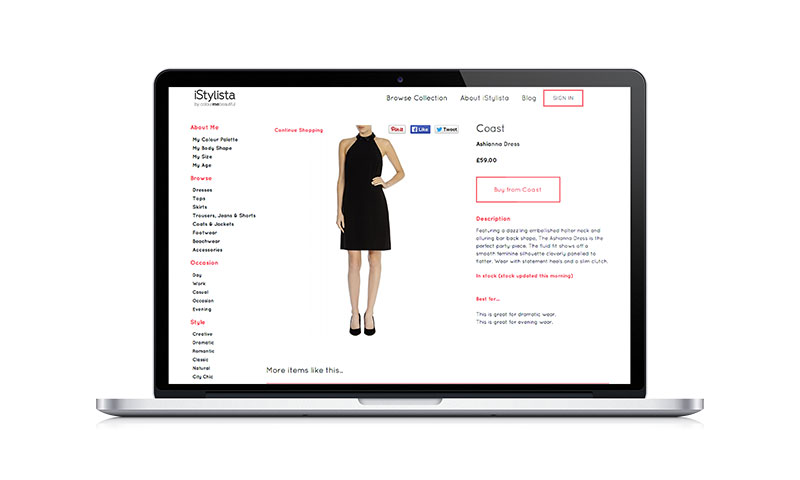 iStylista
by colourmebeautiful
Browse Collection
About iStylista
Blog
SIGN IN
About Me
My Colour Palette
My Body Shape
My Size
My Age
Browse
Dresses
Tops
Skirts
Trousers, Jeans & Shorts
Coats & Jackets
Footwear
Beachwear
Accessories
Occasion
Day
Work
Casual
Occasion
Evening
Style
Creative
Dramatic
Romantic
Classic
Natural
City Chic
Continue Shopping
Pin it
Like
Tweet
Coast
Ashianna Dress
£59.00
Buy from Coast
Description
Featuring a dazzling embellished halter neck and
alluring bar back shape, The Ashianna Dress is the
perfect party piece. The fluid fit shows off a
smooth feminine silhouette cleverly panelled to
flatter. Wear with statement heels and a slim clutch.
In stock (stock updated this morning)
Best for...
This is great for dramatic wear.
This is great for evening wear.
More items like this...